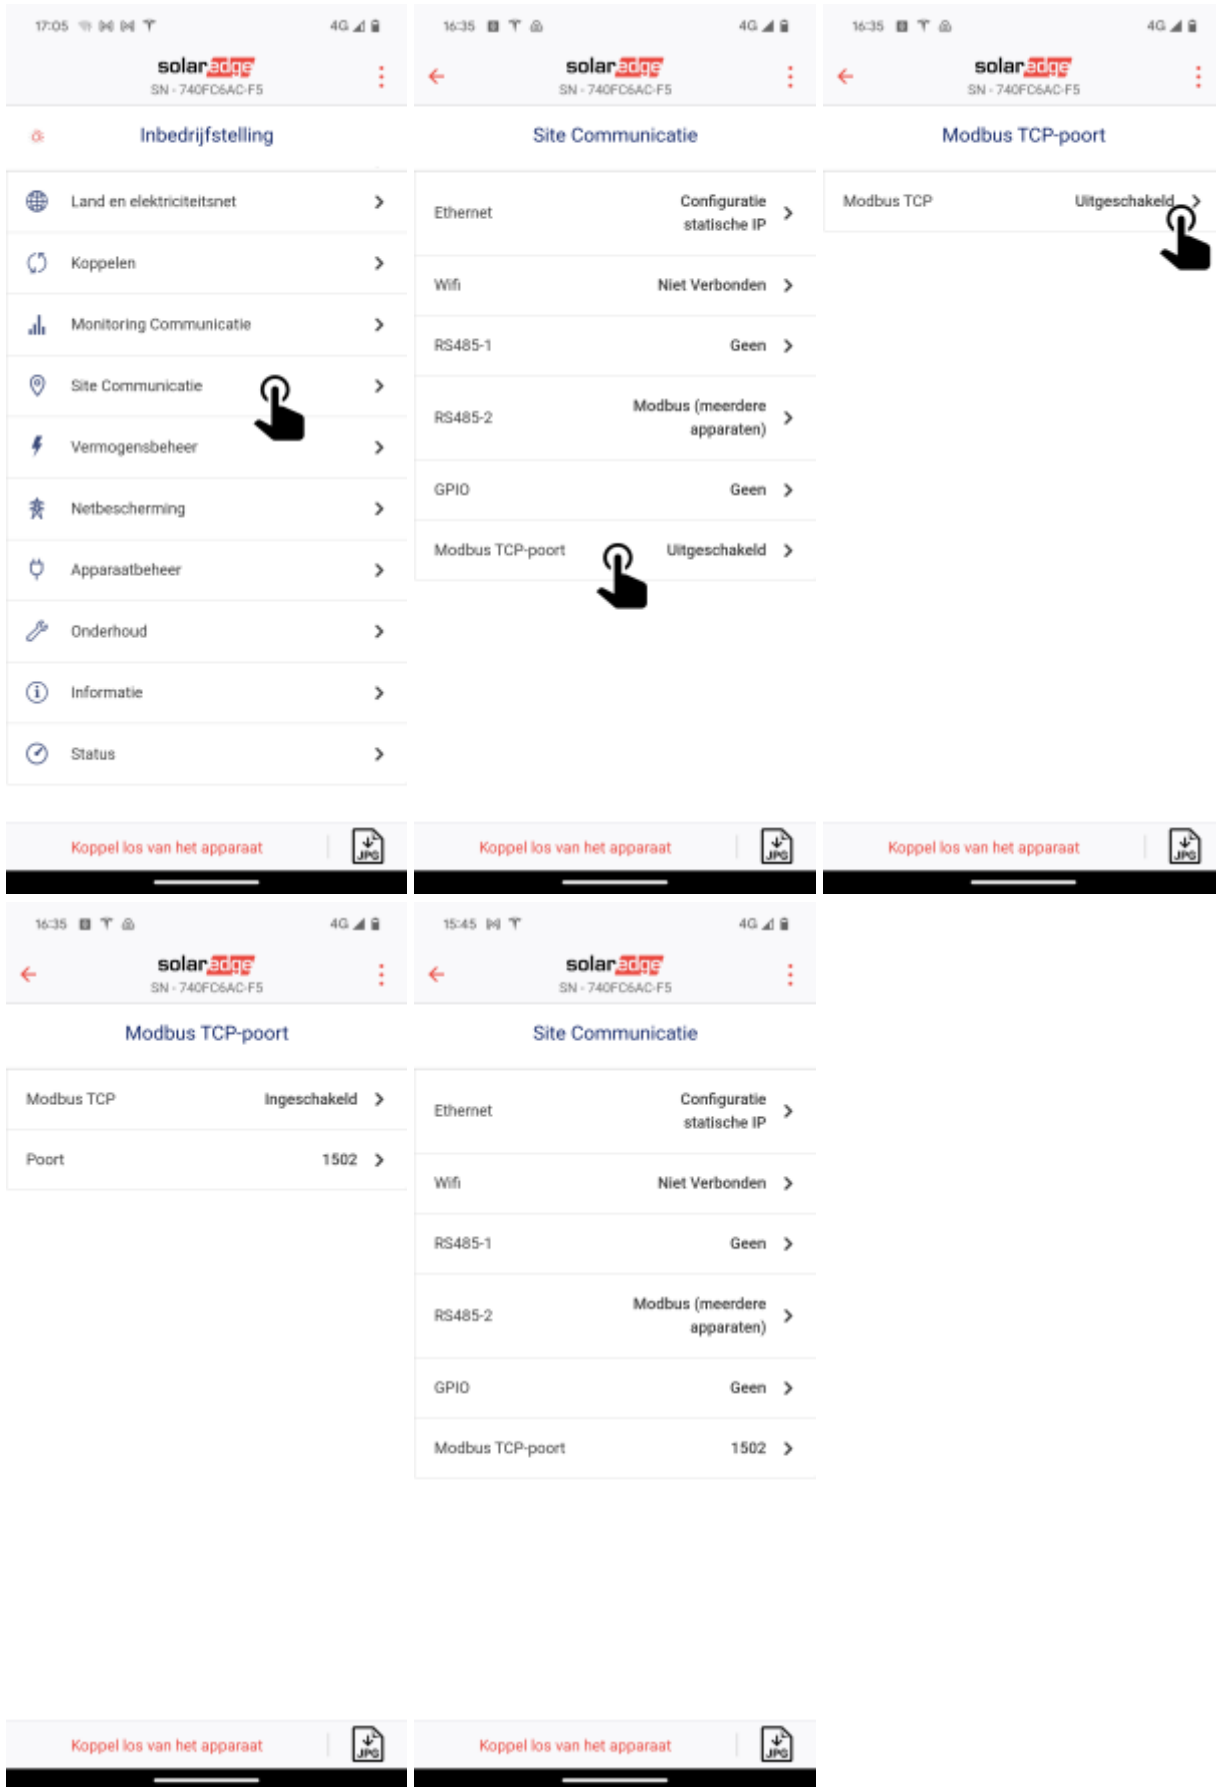 17:05
4G
solaredge
SN - 740FC6AC-F5
Inbedrijfstelling
Land en elektriciteitsnet
Koppelen
Monitoring Communicatie
Site Communicatie
Vermogensbeheer
Netbescherming
Apparaatbeheer
Onderhoud
Informatie
Status
Koppel los van het apparaat
JPG
16:35
4G
solaredge
SN - 740FC6AC-F5
Site Communicatie
Ethernet
Configuratie
statische IP
Wifi
Niet Verbonden
RS485-1
Geen
RS485-2
Modbus (meerdere
apparaten)
GPIO
Geen
Modbus TCP-poort
Uitgeschakeld
Koppel los van het apparaat
JPG
16:35
4G
solaredge
SN - 740FC6AC-F5
Modbus TCP-poort
Modbus TCP
Uitgeschakeld
Koppel los van het apparaat
JPG
16:35
4G
solaredge
SN - 740FC6AC-F5
Modbus TCP-poort
Modbus TCP
Ingeschakeld
Poort
1502
Koppel los van het apparaat
JPG
15:45
4G
solaredge
SN - 740FC6AC-F5
Site Communicatie
Ethernet
Configuratie
statische IP
Wifi
Niet Verbonden
RS485-1
Geen
RS485-2
Modbus (meerdere
apparaten)
GPIO
Geen
Modbus TCP-poort
1502
Koppel los van het apparaat
JPG